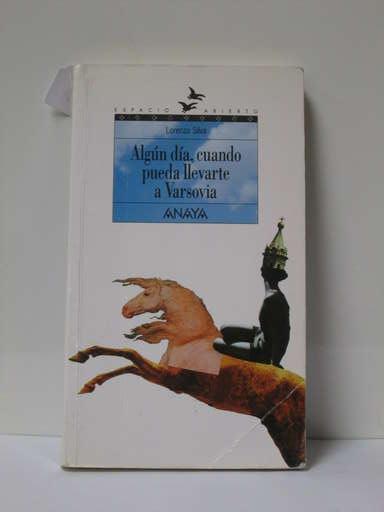 ESPACIO ABIERTO
Lorenzo Silva
Algún día, cuando
pueda llevarte
a Varsovia
ANAYA